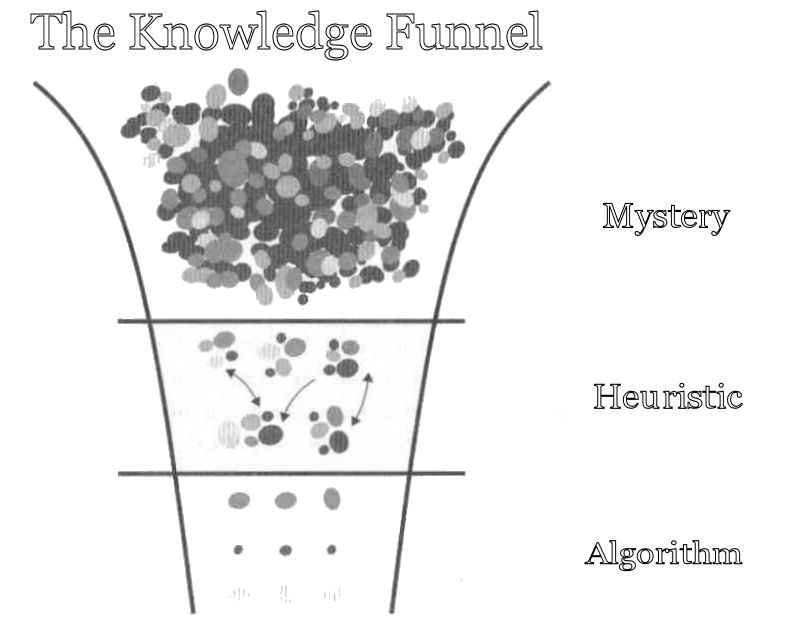 The Knowledge Funnel
Mystery
Heuristic
Algorithm